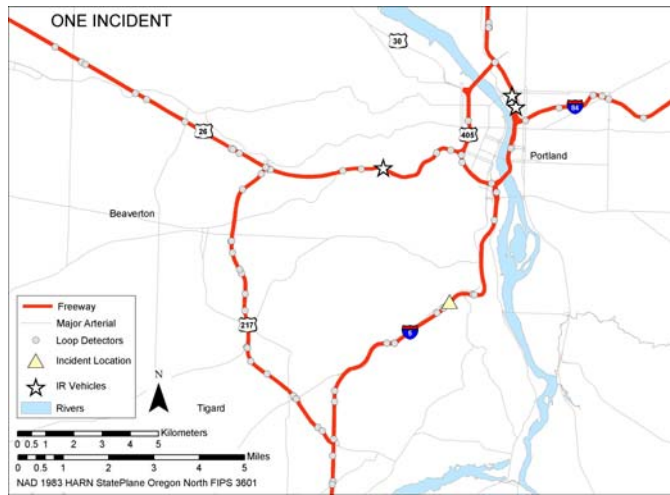 ONE INCIDENT
30
84
26
405
Portland
Beaverton
217
5
Freeway
Major Arterial
Loop Detectors
Incident Location
IR Vehicles
Rivers
N
Tigard
Kilometers
0 0.5 1 2 3 4 5
Miles
0 0.5 1 2 3 4 5
NAD 1983 HARN StatePlane Oregon North FIPS 3601